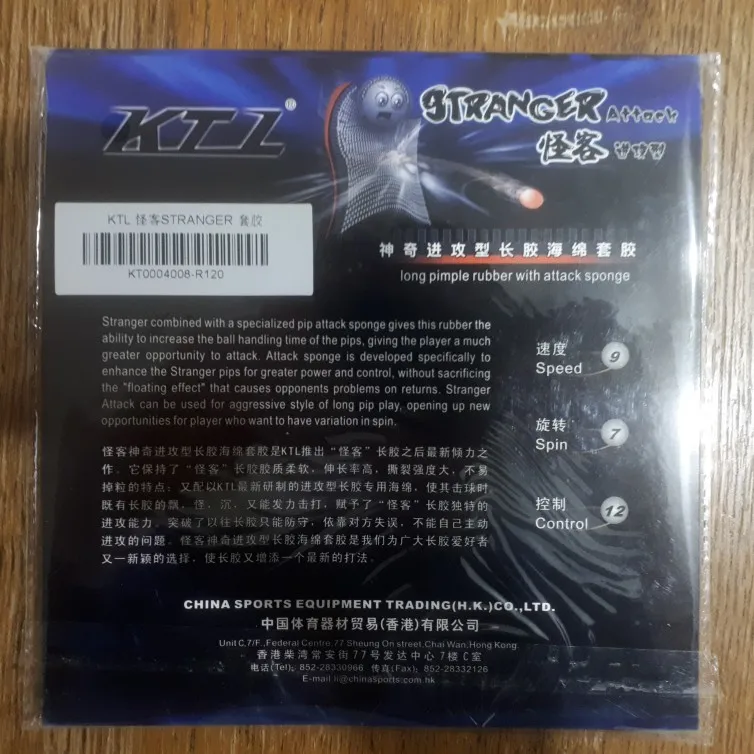 KTL®
STRANGER Attack
怪客 进攻型
KTL 怪客STRANGER 套胶
KT0004008-R120
神奇进攻型长胶海绵套胶
long pimple rubber with attack sponge
Stranger combined with a specialized pip attack sponge gives this rubber the
ability to increase the ball handling time of the pips, giving the player a much
greater opportunity to attack. Attack sponge is developed specifically to
enhance the Stranger pips for greater power and control, without sacrificing
the "floating effect" that causes opponents problems on returns. Stranger
Attack can be used for aggressive style of long pip play, opening up new
opportunities for player who want to have variation in spin.
怪客神奇进攻型长胶海绵套胶是KTL推出“怪客”长胶之后最新倾力之
作。它保持了“怪客”长胶胶质柔软，伸长率高，撕裂强度大，不易
掉粒的特点；又配以KTL最新研制的进攻型长胶专用海绵，使其击球时
既有长胶的飘，怪，沉，又能发力击打，赋予了“怪客”长胶独特的
进攻能力。突破了以往长胶只能防守，依靠对方失误，不能自己主动
进攻的问题。怪客神奇进攻型长胶海绵套胶是我们为广大长胶爱好者
又一新颖的选择，使长胶又增添一个最新的打法。
速度
Speed 9
旋转
Spin 7
控制
Control 12
CHINA SPORTS EQUIPMENT TRADING(H.K.)CO.,LTD.
中国体育器材贸易(香港)有限公司
Unit C,7/F., Federal Centre,77 Sheung On street,Chai Wan,Hong Kong
香港柴湾常安街77号发达中心7楼C室
电话(Tel): 852-28330966 传真(Fax): 852-28332126
E-mail li@chinasports.com.hk